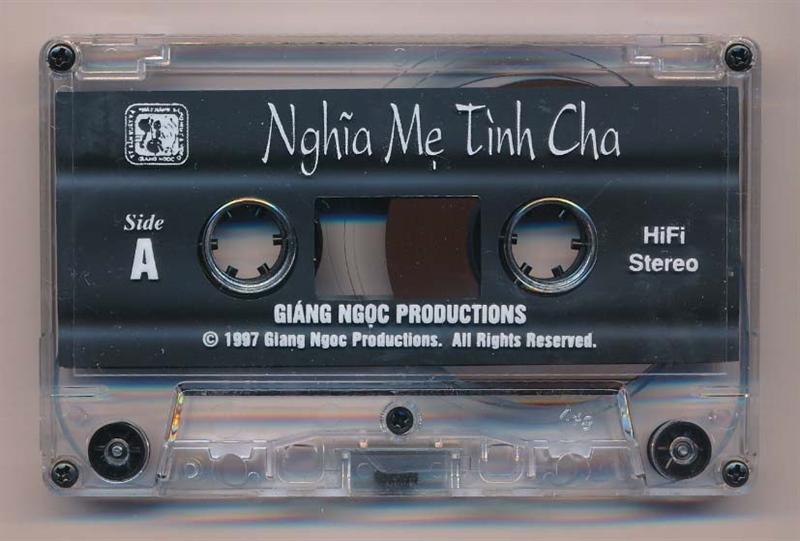 Nghĩa Mẹ Tình Cha
Side
A
HiFi
Stereo
GIÁNG NGỌC PRODUCTIONS
© 1997 Giang Ngoc Productions. All Rights Reserved.